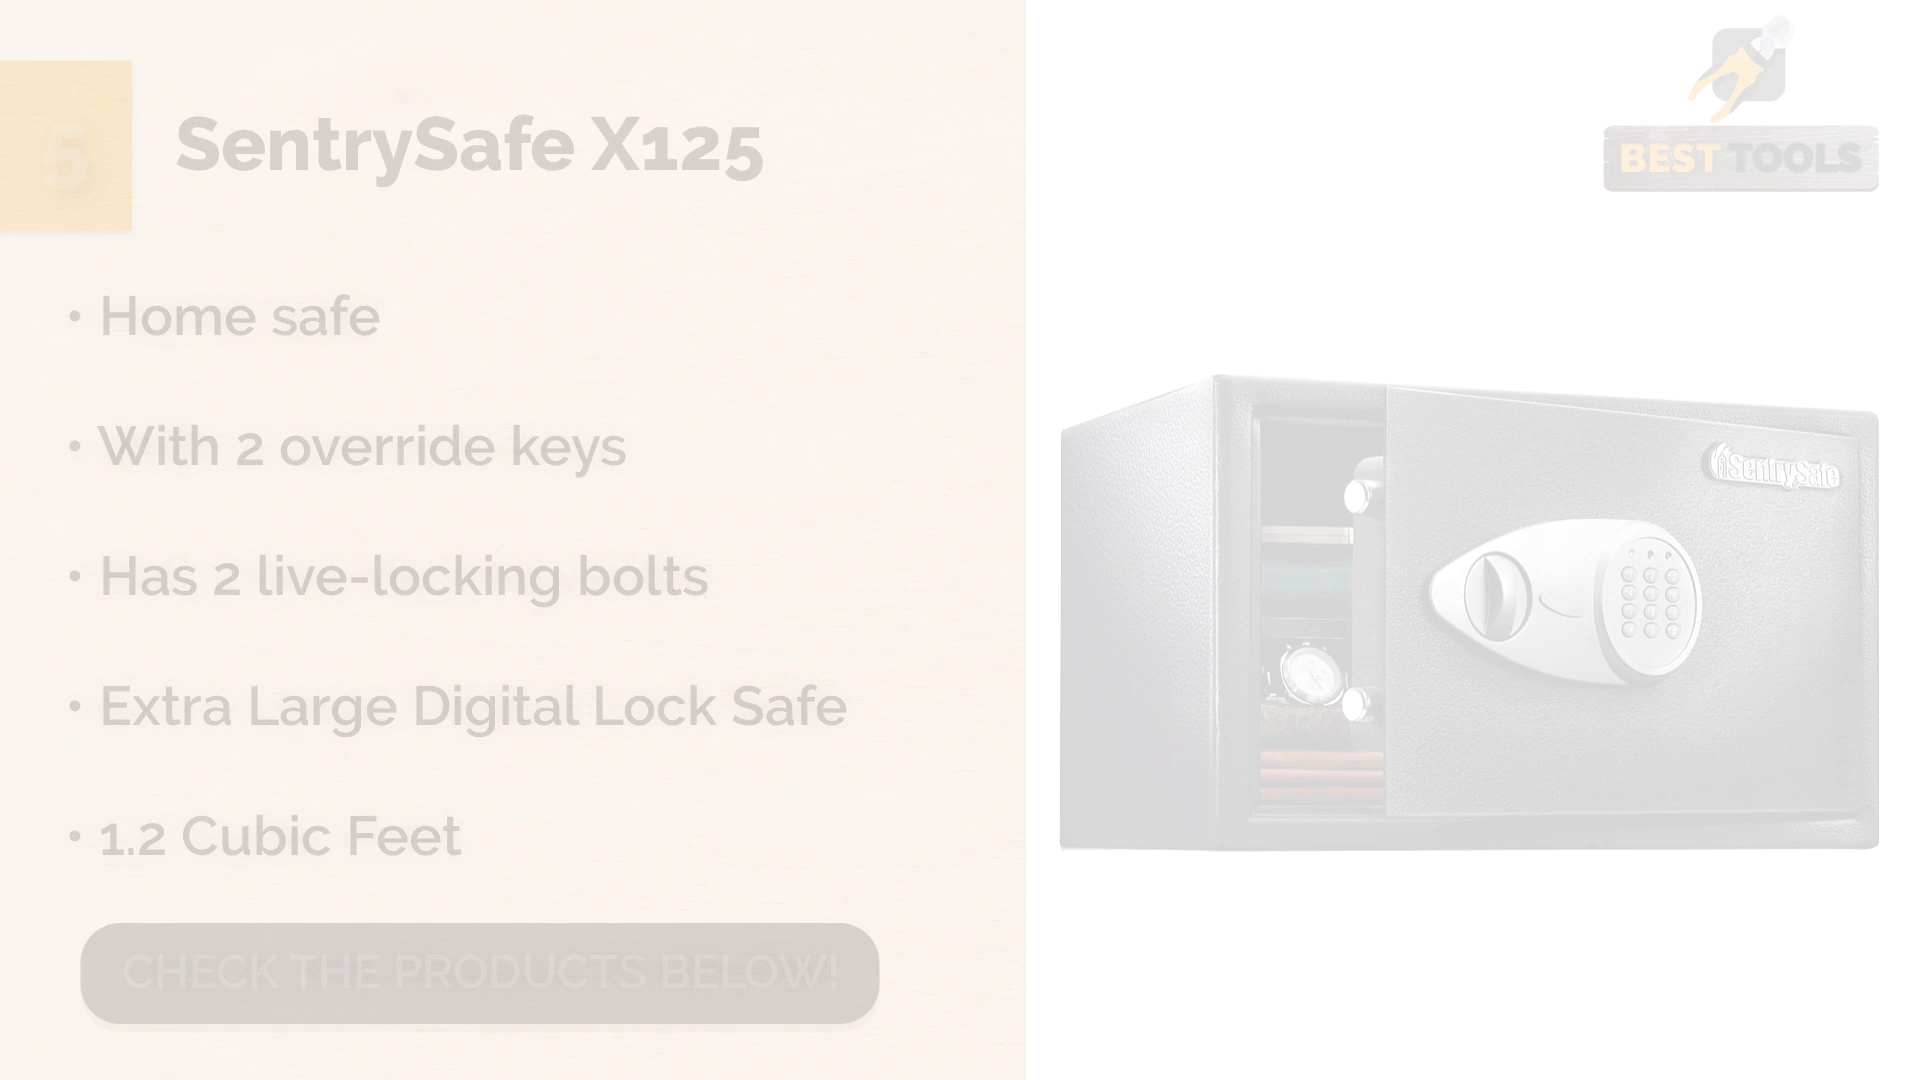 5
SentrySafe X125
• Home safe
• With 2 override keys
• Has 2 live-locking bolts
• Extra Large Digital Lock Safe
• 1.2 Cubic Feet
CHECK THE PRODUCTS BELOW!
BEST TOOLS
SentrySafe